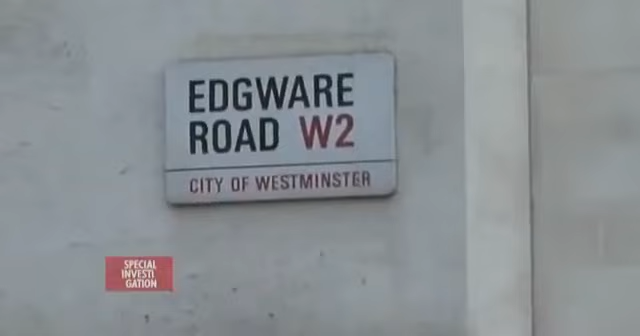 EDGWARE
ROAD W2
CITY OF WESTMINSTER
SPECIAL
INVESTI
GATION